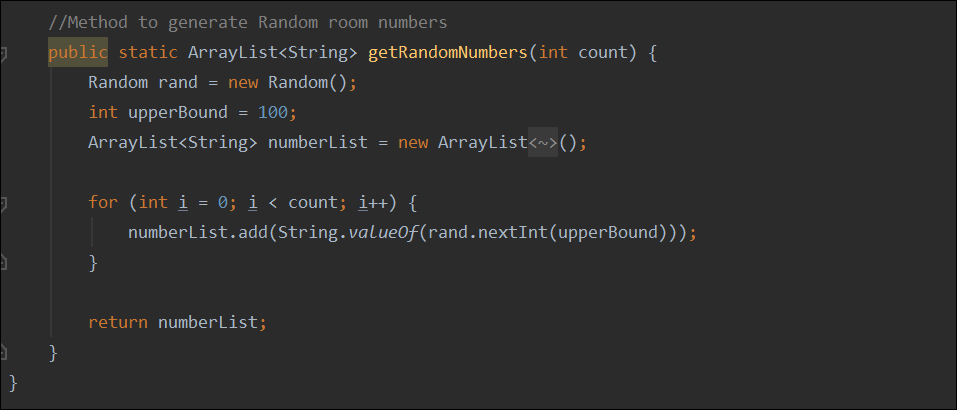 //Method to generate Random room numbers
public static ArrayList<String> getRandomNumbers(int count) {
Random rand = new Random();
int upperBound = 100;
ArrayList<String> numberList = new ArrayList<~>();
for (int i = 0; i < count; i++) {
numberList.add(String.valueOf(rand.nextInt(upperBound)));
}
return numberList;
}
}